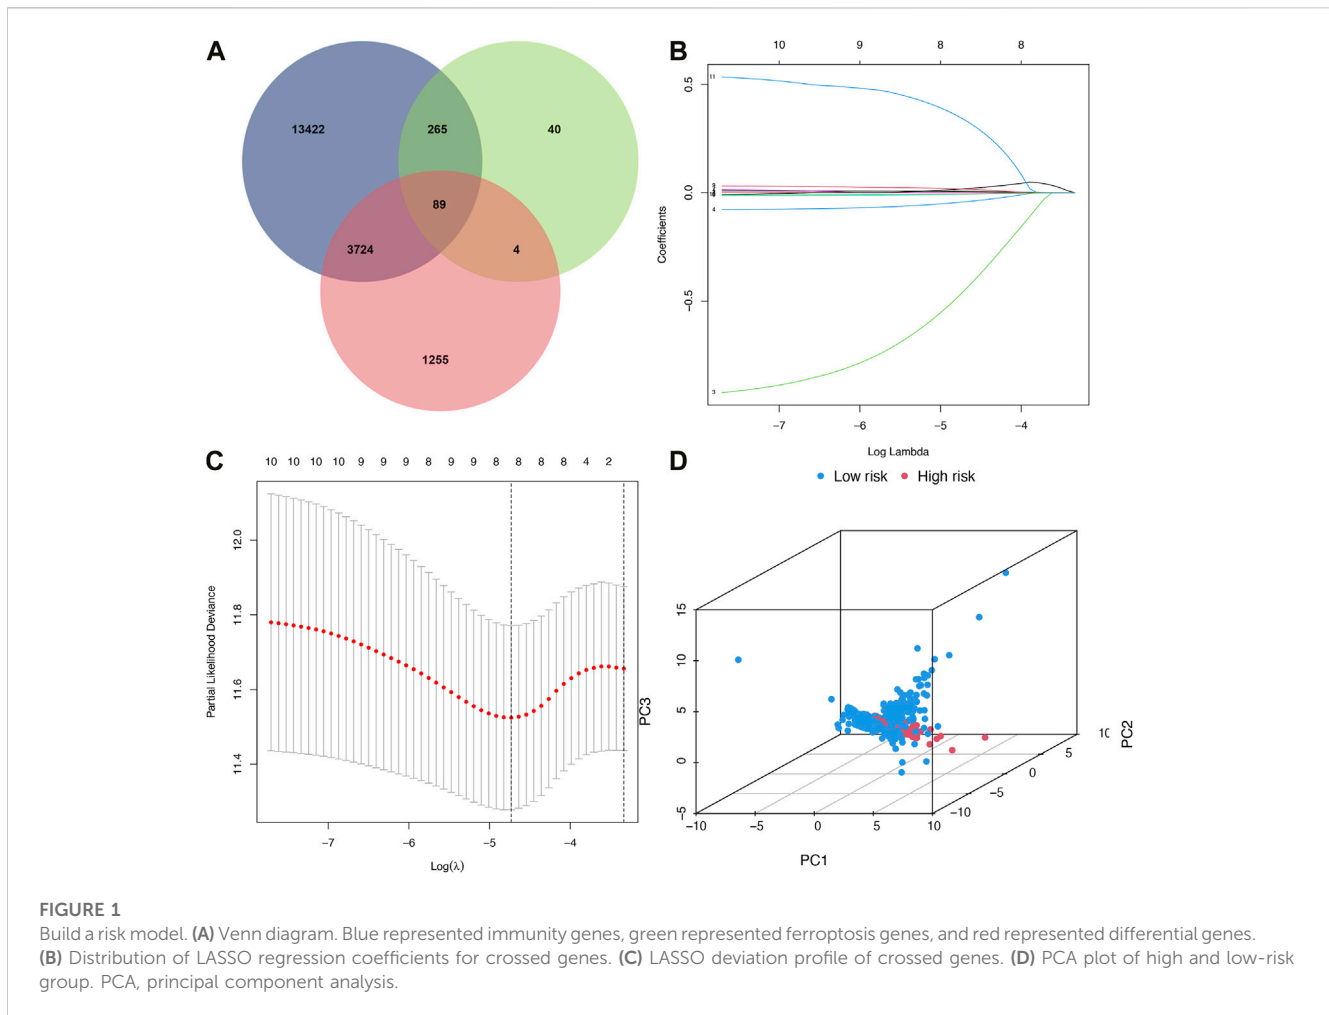 A
13422
265
40
89
3724
4
1255
B
10 9 8 8
0.5
0.0
−0.5
Coefficients
11
4
3
−7 −6 −5 −4
Log Lambda
C
10 10 10 10 9 9 9 8 9 9 8 8 8 8 4 2
12.0
11.8
11.6
11.4
Partial Likelihood Deviance
−7 −6 −5 −4
Log(λ)
D
Low risk High risk
15
10
5
0
−5
PC3
−10 −5 0 5 10
PC1
−10
−5
0
5
PC2
FIGURE 1
Build a risk model. (A) Venn diagram. Blue represented immunity genes, green represented ferroptosis genes, and red represented differential genes.
(B) Distribution of LASSO regression coefficients for crossed genes. (C) LASSO deviation profile of crossed genes. (D) PCA plot of high and low-risk
group. PCA, principal component analysis.